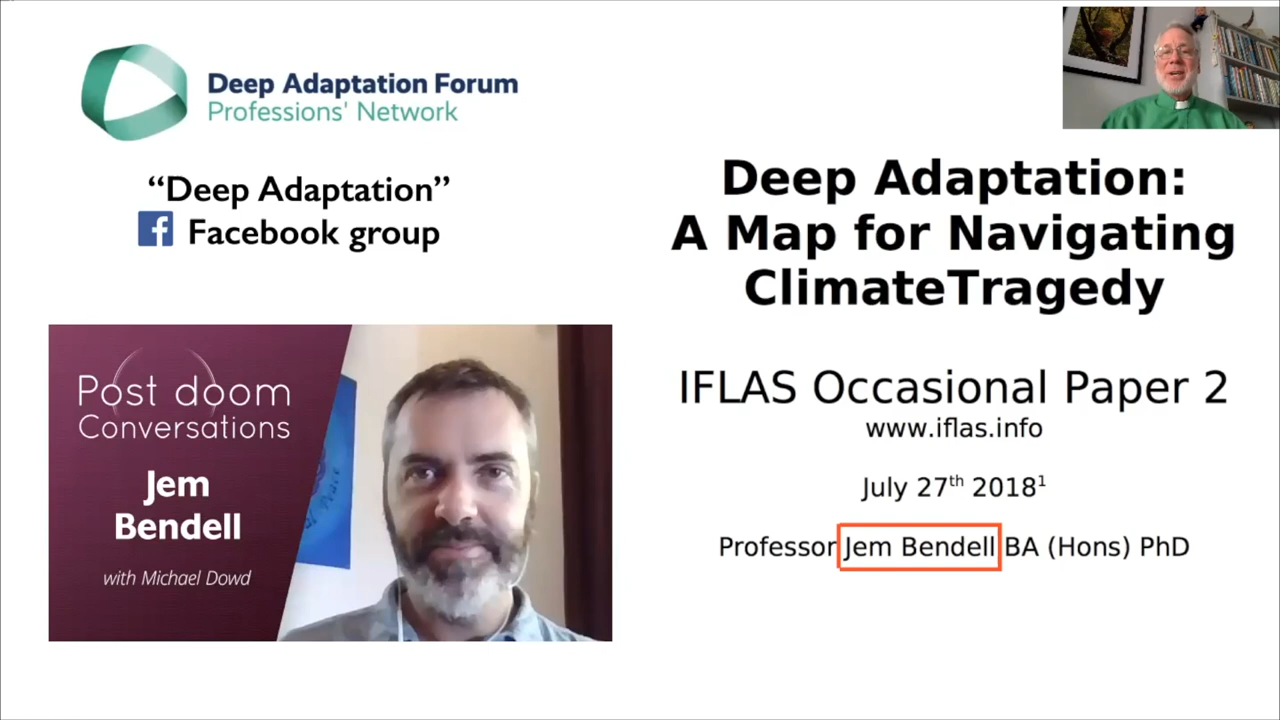 Deep Adaptation Forum
Professions' Network
“Deep Adaptation”
Facebook group
Post doom
Conversations
Jem
Bendell
with Michael Dowd
Deep Adaptation:
A Map for Navigating
ClimateTragedy
IFLAS Occasional Paper 2
www.iflas.info
July 27th 2018¹
Professor Jem Bendell BA (Hons) PhD